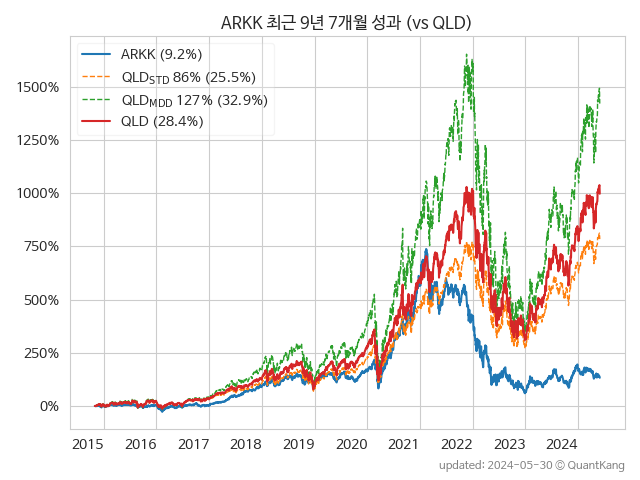 ARKK 최근 9년 7개월 성과 (vs QLD)
ARKK (9.2%)
QLDSTD 86% (25.5%)
QLDMDD 127% (32.9%)
QLD (28.4%)
1500%
1250%
1000%
750%
500%
250%
0%
2015 2016 2017 2018 2019 2020 2021 2022 2023 2024
updated: 2024-05-30 © QuantKang